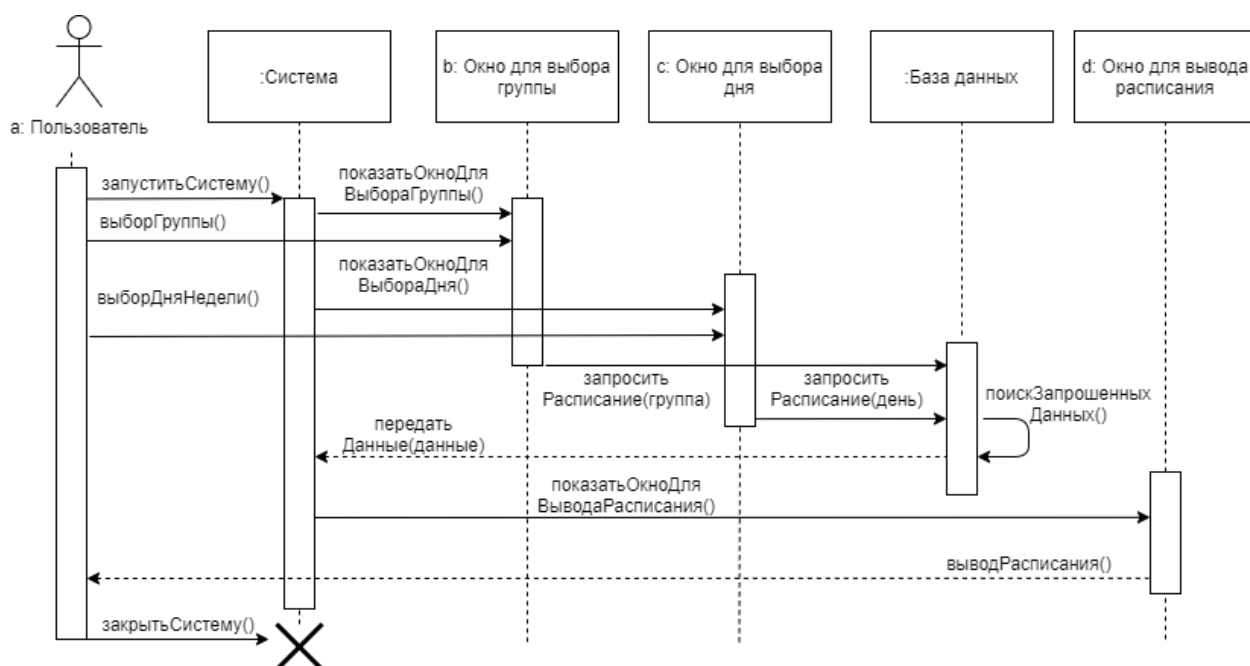 a: Пользователь
:Система
b: Окно для выбора
группы
c: Окно для выбора
дня
:База данных
d: Окно для вывода
расписания
запуститьСистему()
показатьОкноДля
ВыбораГруппы()
выборГруппы()
показатьОкноДля
ВыбораДня()
выборДняНедели()
запросить
Расписание(группа)
запросить
Расписание(день)
поискЗапрошенных
Данных()
передать
Данные(данные)
показатьОкноДля
ВыводаРасписания()
выводРасписания()
закрытьСистему()